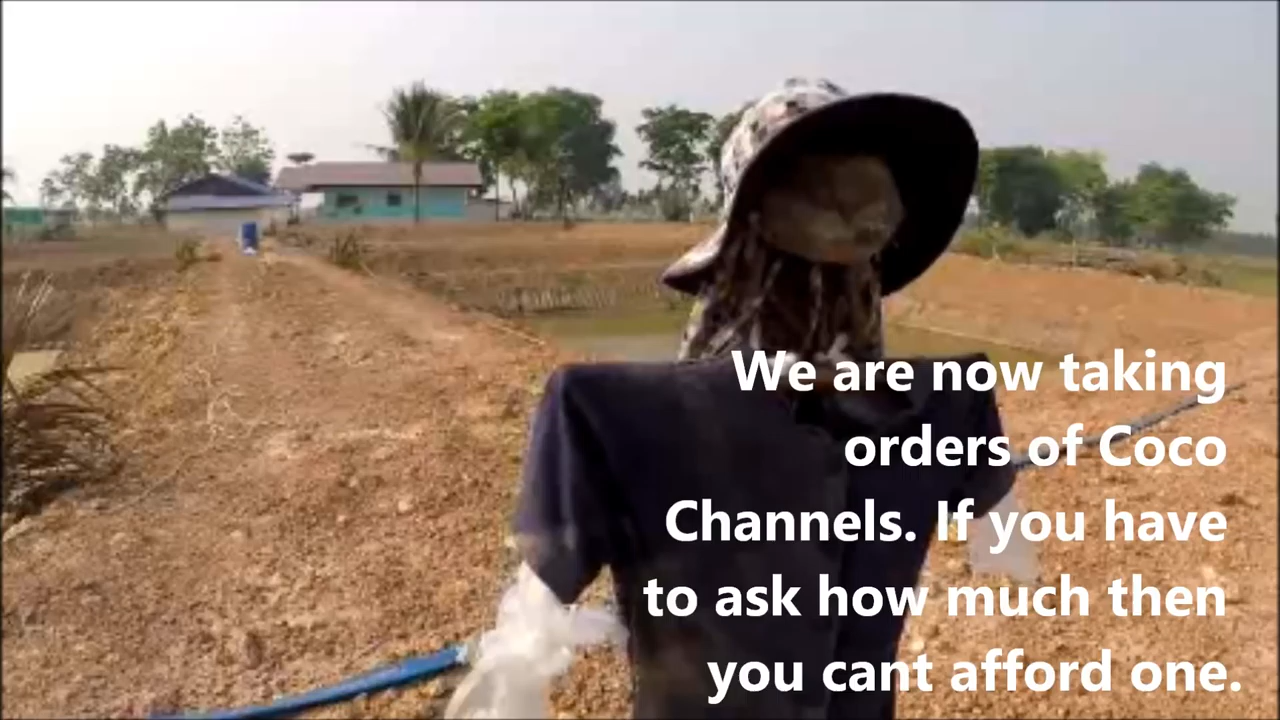 We are now taking
orders of Coco
Channels. If you have
to ask how much then
you cant afford one.